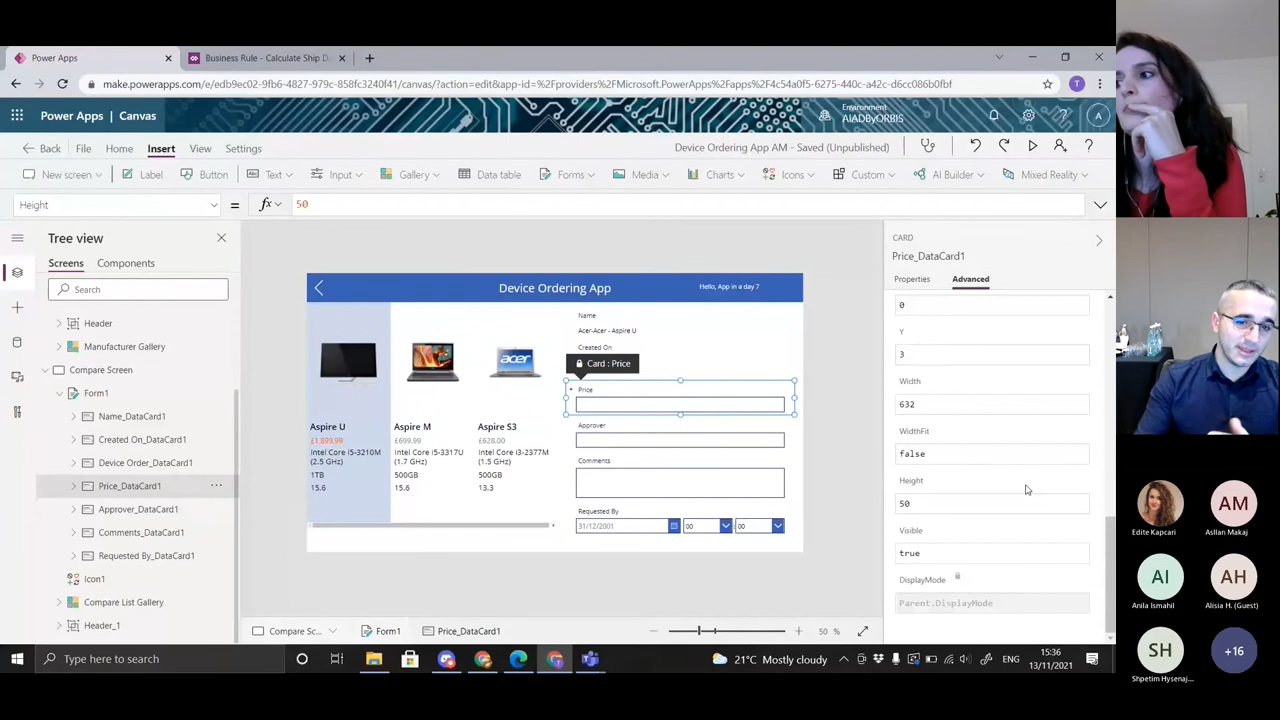 Power Apps
Business Rule - Calculate Ship D
make.powerapps.com/e/edb9ec02-9fb6-4827-979c-858fc3240f41/canvas/?action=edit&app-id=%2Fproviders%2FMicrosoft.PowerApps%2Fapps%2F4c54a0f5-6275-440c-a42c-d6cc086b0bf
T
Power Apps | Canvas
Environment
AIADByORBIS
A
Back
File
Home
Insert
View
Settings
Device Ordering App AM - Saved (Unpublished)
New screen
Label
Button
Text
Input
Gallery
Data table
Forms
Media
Charts
Icons
Custom
AI Builder
Mixed Reality
Height
=
fx
50
Tree view
Screens
Components
Search
Header
Manufacturer Gallery
Compare Screen
Form1
Name_DataCard1
Created On_DataCard1
Device Order_DataCard1
Price_DataCard1
Approver_DataCard1
Comments_DataCard1
Requested By_DataCard1
Icon1
Compare List Gallery
Header_1
Device Ordering App
Hello, App in a day 7
acer
Aspire U
£1,899.99
Intel Core i5-3210M
(2.5 GHz)
1TB
15.6
Aspire M
£699.99
Intel Core i5-3317U
(1.7 GHz)
500GB
15.6
Aspire S3
£628.00
Intel Core i3-2377M
(1.5 GHz)
500GB
13.3
Name
Acer-Acer - Aspire U
Created On
Card : Price
* Price
Approver
Comments
Requested By
31/12/2001
00
:
00
Compare Sc...
Form1
Price_DataCard1
50 %
CARD
Price_DataCard1
Properties
Advanced
0
Y
3
Width
632
WidthFit
false
Height
50
Visible
true
DisplayMode
Parent.DisplayMode
Type here to search
21°C Mostly cloudy
ENG
15:36
13/11/2021
Edite Kapcari
AM
Asllan Makaj
AI
Anila Ismahil
AH
Alisia H. (Guest)
SH
Shpetim Hysenaj...
+16